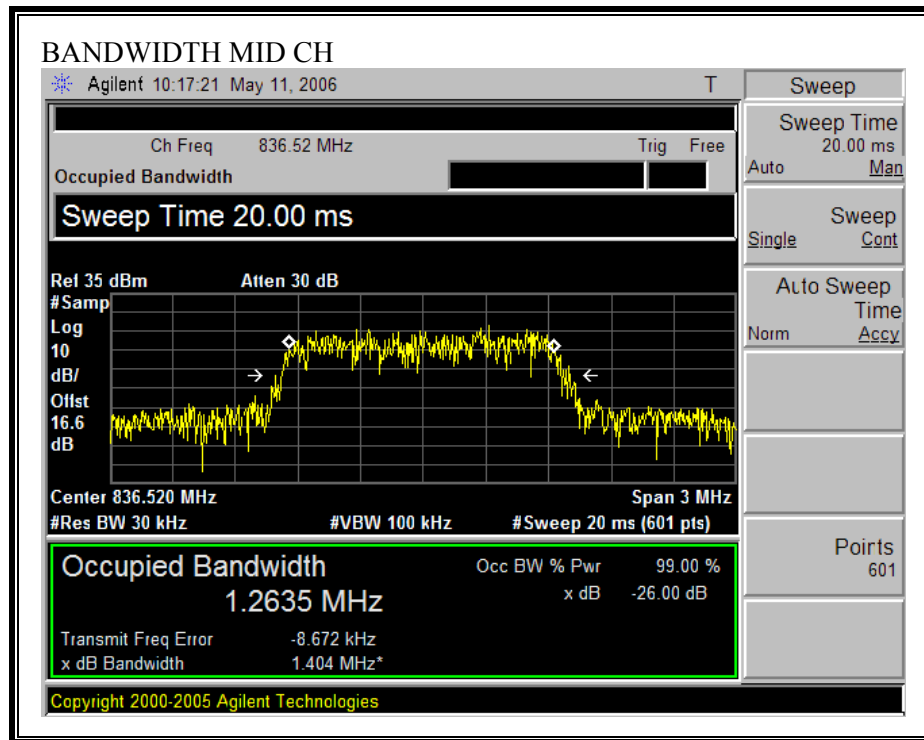 BANDWIDTH MID CH
Agilent 10:17:21 May 11, 2006 T
Sweep
Ch Freq 836.52 MHz Trig Free
Occupied Bandwidth
Sweep Time 20.00 ms
Sweep Time
20.00 ms
Auto Man
Sweep
Single Cont
Auto Sweep
Time
Norm Accy
Points
601
Ref 35 dBm Atten 30 dB
#Samp
Log
10
dB/
Offst
16.6
dB
Center 836.520 MHz Span 3 MHz
#Res BW 30 kHz #VBW 100 kHz #Sweep 20 ms (601 pts)
Occupied Bandwidth Occ BW % Pwr 99.00 %
1.2635 MHz x dB -26.00 dB
Transmit Freq Error -8.672 kHz
x dB Bandwidth 1.404 MHz*
Copyright 2000-2005 Agilent Technologies